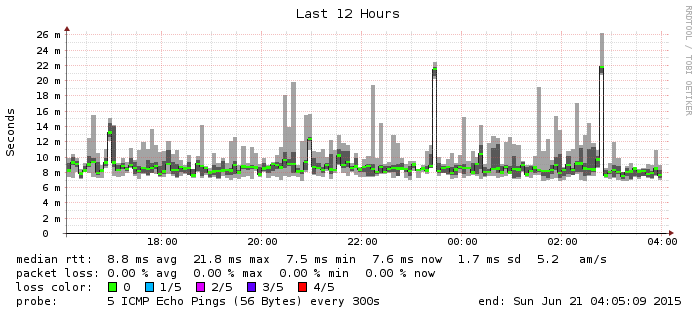 Last 12 Hours
RRDTOOL / TOBI OETIKER
Seconds
26 m
24 m
22 m
20 m
18 m
16 m
14 m
12 m
10 m
8 m
6 m
4 m
2 m
0
18:00 20:00 22:00 00:00 02:00 04:00
median rtt: 8.8 ms avg 21.8 ms max 7.5 ms min 7.6 ms now 1.7 ms sd 5.2 am/s
packet loss: 0.00 % avg 0.00 % max 0.00 % min 0.00 % now
loss color: 0 1/5 2/5 3/5 4/5
probe: 5 ICMP Echo Pings (56 Bytes) every 300s end: Sun Jun 21 04:05:09 2015